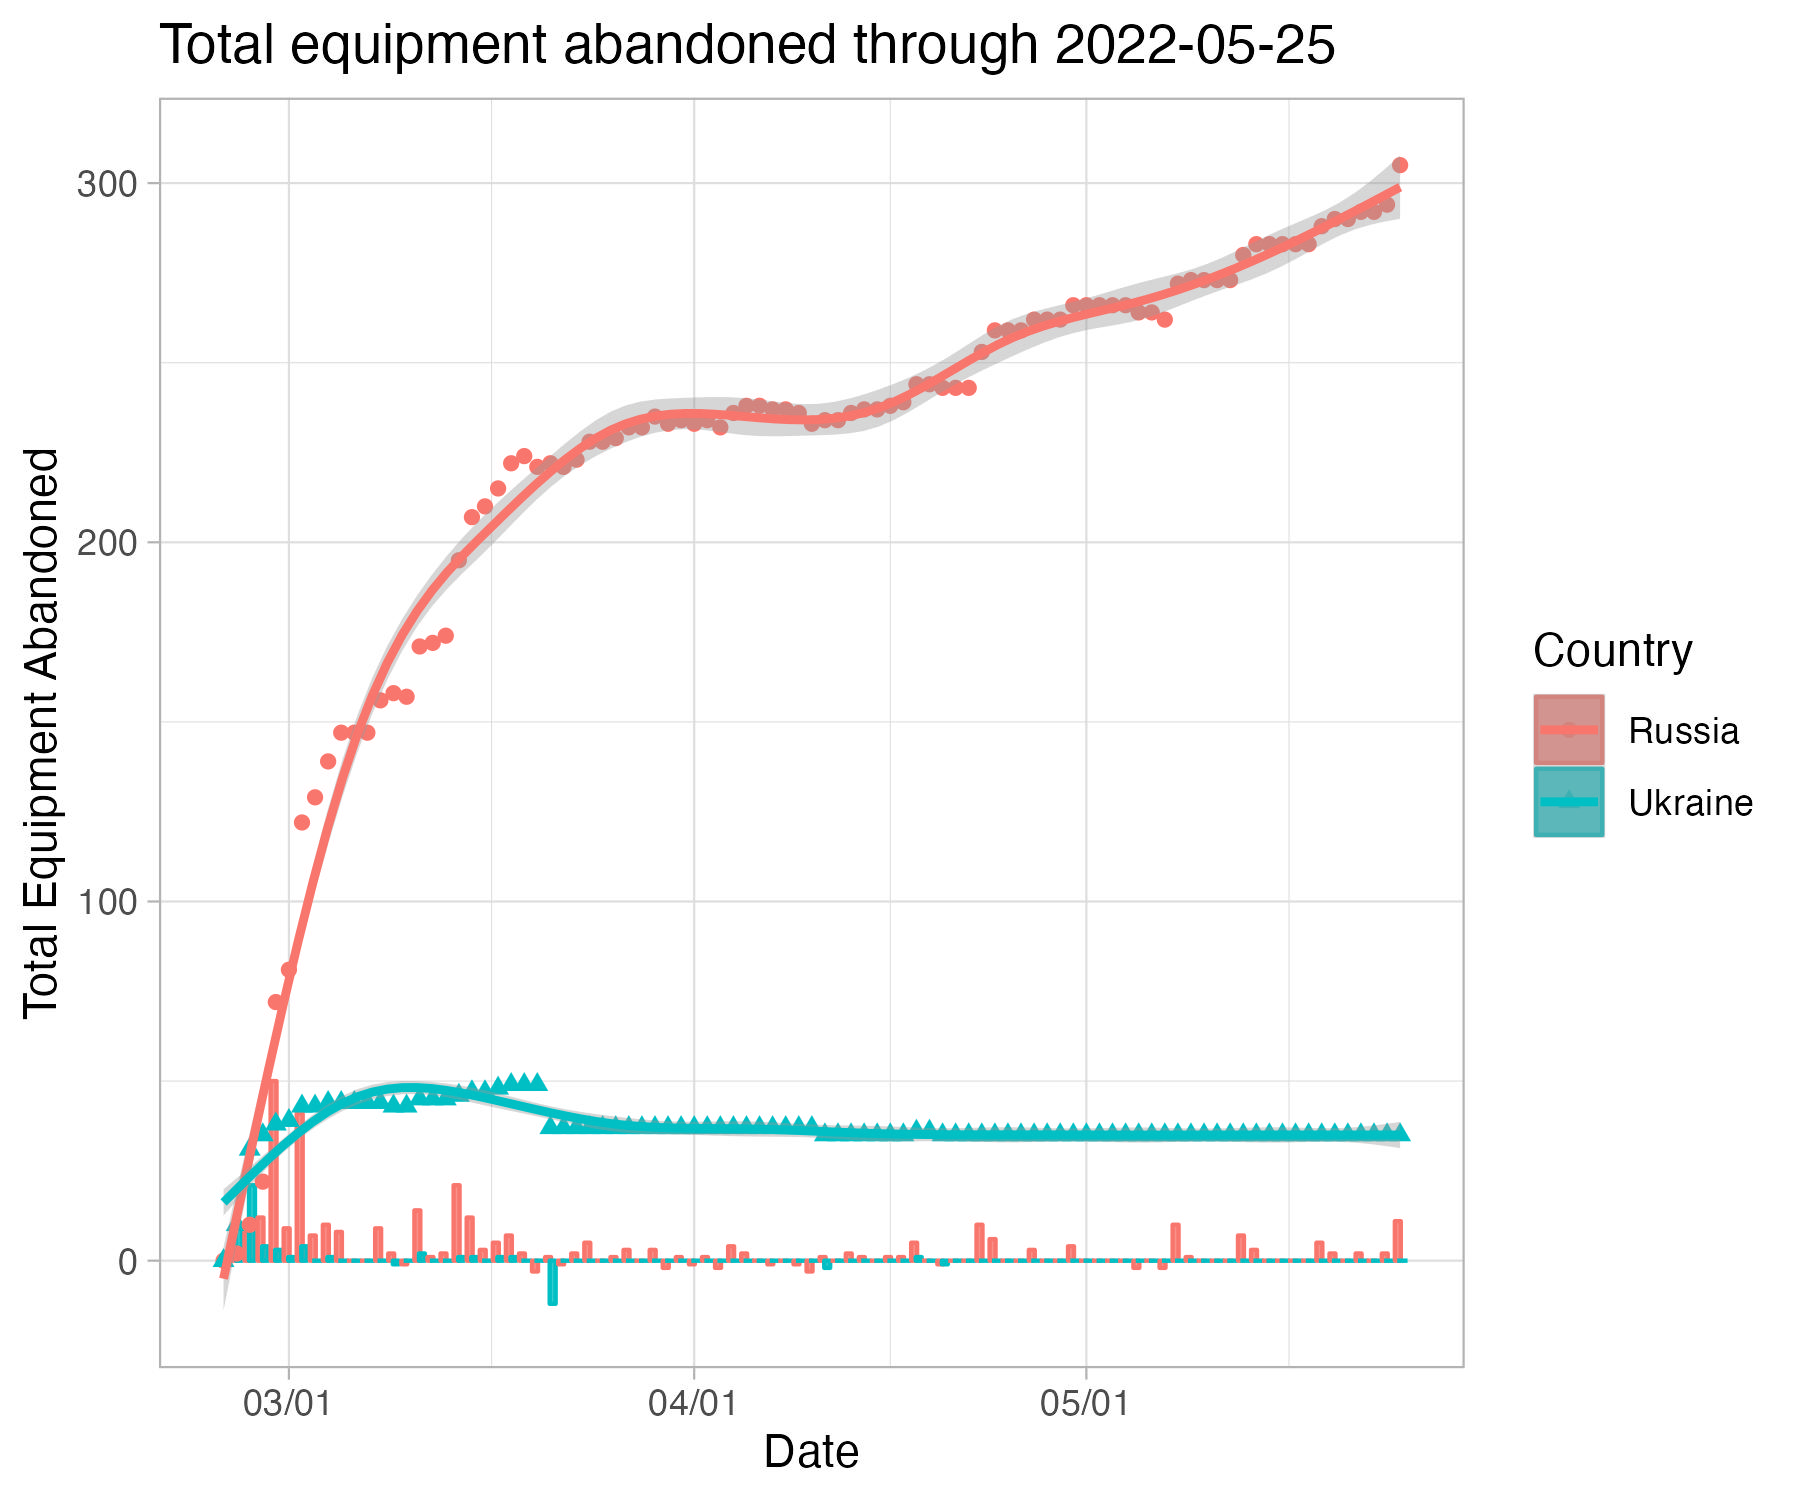 Total equipment abandoned through 2022-05-25
Total Equipment Abandoned
300
200
100
0
03/01 04/01 05/01
Date
Country
Russia
Ukraine